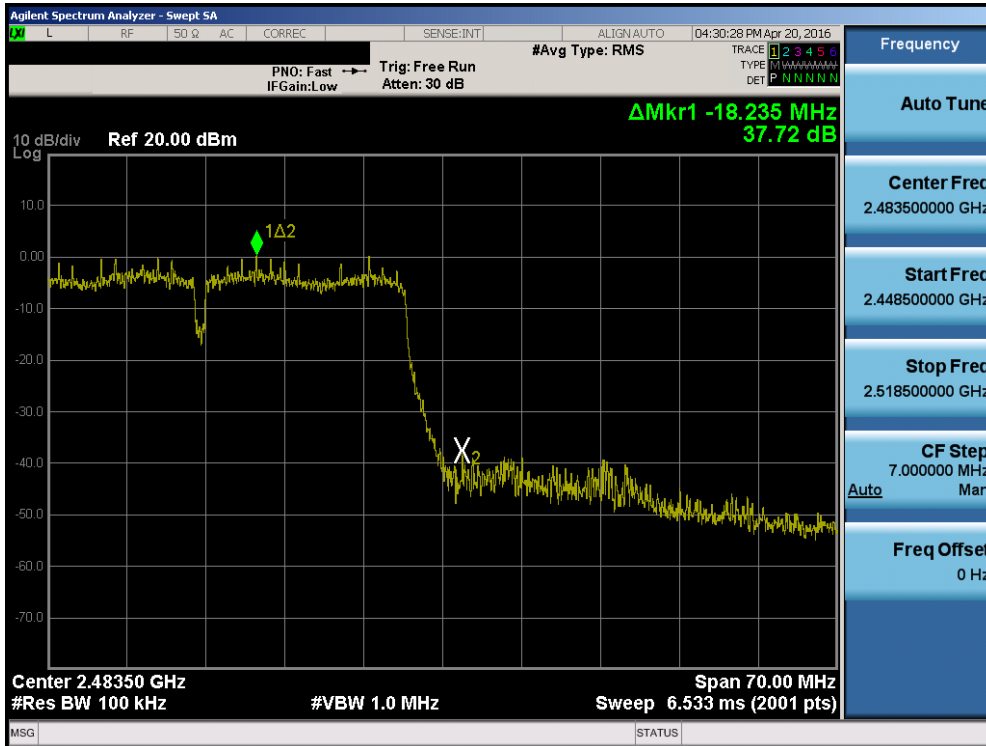 Agilent Spectrum Analyzer - Swept SA
LXI L RF 50 Ω AC CORREC SENSE:INT ALIGN AUTO 04:30:28 PM Apr 20, 2016
#Avg Type: RMS
TRACE 1 2 3 4 5 6
TYPE M
DET P N N N N N
PNO: Fast
IFGain:Low
Trig: Free Run
Atten: 30 dB
ΔMkr1 -18.235 MHz
37.72 dB
10 dB/div
Log
Ref 20.00 dBm
10.0
0.00
-10.0
-20.0
-30.0
-40.0
-50.0
-60.0
-70.0
1Δ2
X2
Center 2.48350 GHz
#Res BW 100 kHz
#VBW 1.0 MHz
Span 70.00 MHz
Sweep 6.533 ms (2001 pts)
MSG
STATUS
Frequency
Auto Tune
Center Freq
2.483500000 GHz
Start Freq
2.448500000 GHz
Stop Freq
2.518500000 GHz
CF Step
7.000000 MHz
Auto Man
Freq Offset
0 Hz